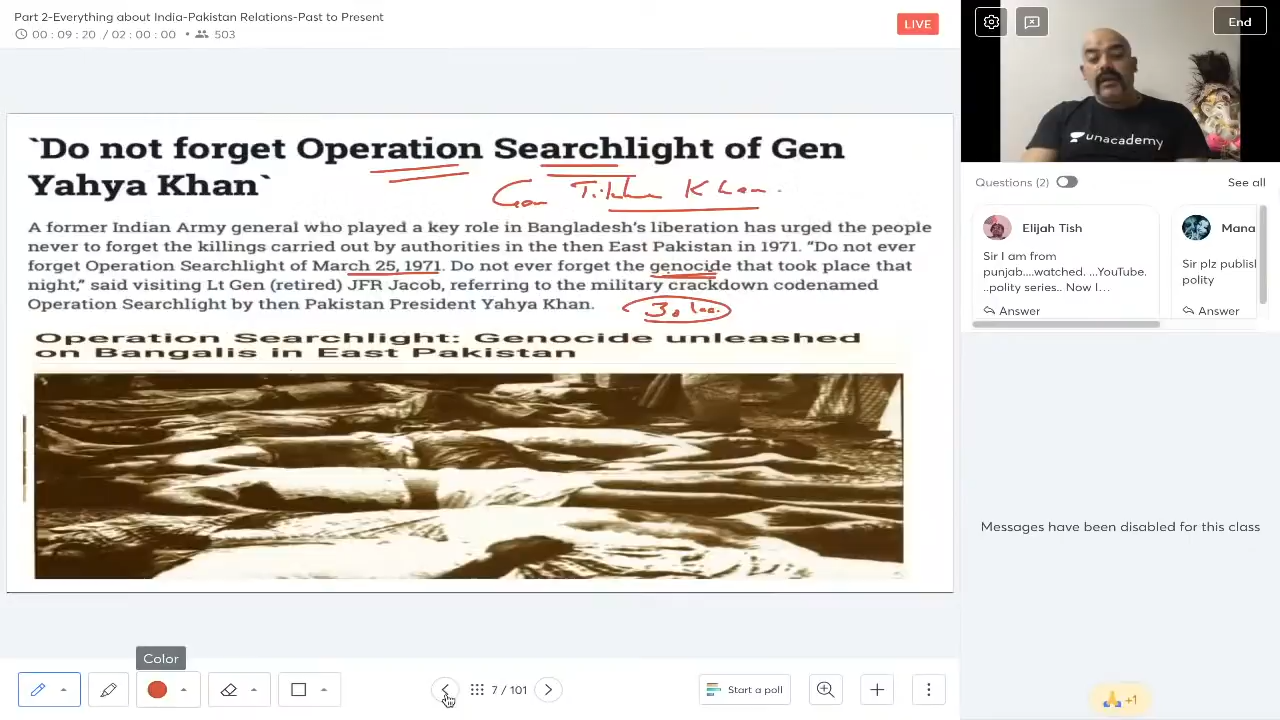 Part 2-Everything about India-Pakistan Relations-Past to Present
00 : 09 : 20 / 02 : 00 : 00 • 503
LIVE
End
`Do not forget Operation Searchlight of Gen
Yahya Khan`
Gen Tikka Khan.
A former Indian Army general who played a key role in Bangladesh's liberation has urged the people
never to forget the killings carried out by authorities in the then East Pakistan in 1971. “Do not ever
forget Operation Searchlight of March 25, 1971. Do not ever forget the genocide that took place that
night,” said visiting Lt Gen (retired) JFR Jacob, referring to the military crackdown codenamed
Operation Searchlight by then Pakistan President Yahya Khan.
Operation Searchlight: Genocide unleashed
on Bangalis in East Pakistan
unacademy
Questions (2)
See all
Elijah Tish
Sir I am from
punjab....watched. ...YouTube.
..polity series.. Now I...
Answer
Mana
Sir plz publisl
polity
Answer
Messages have been disabled for this class
Color
7 / 101
Start a poll
+1